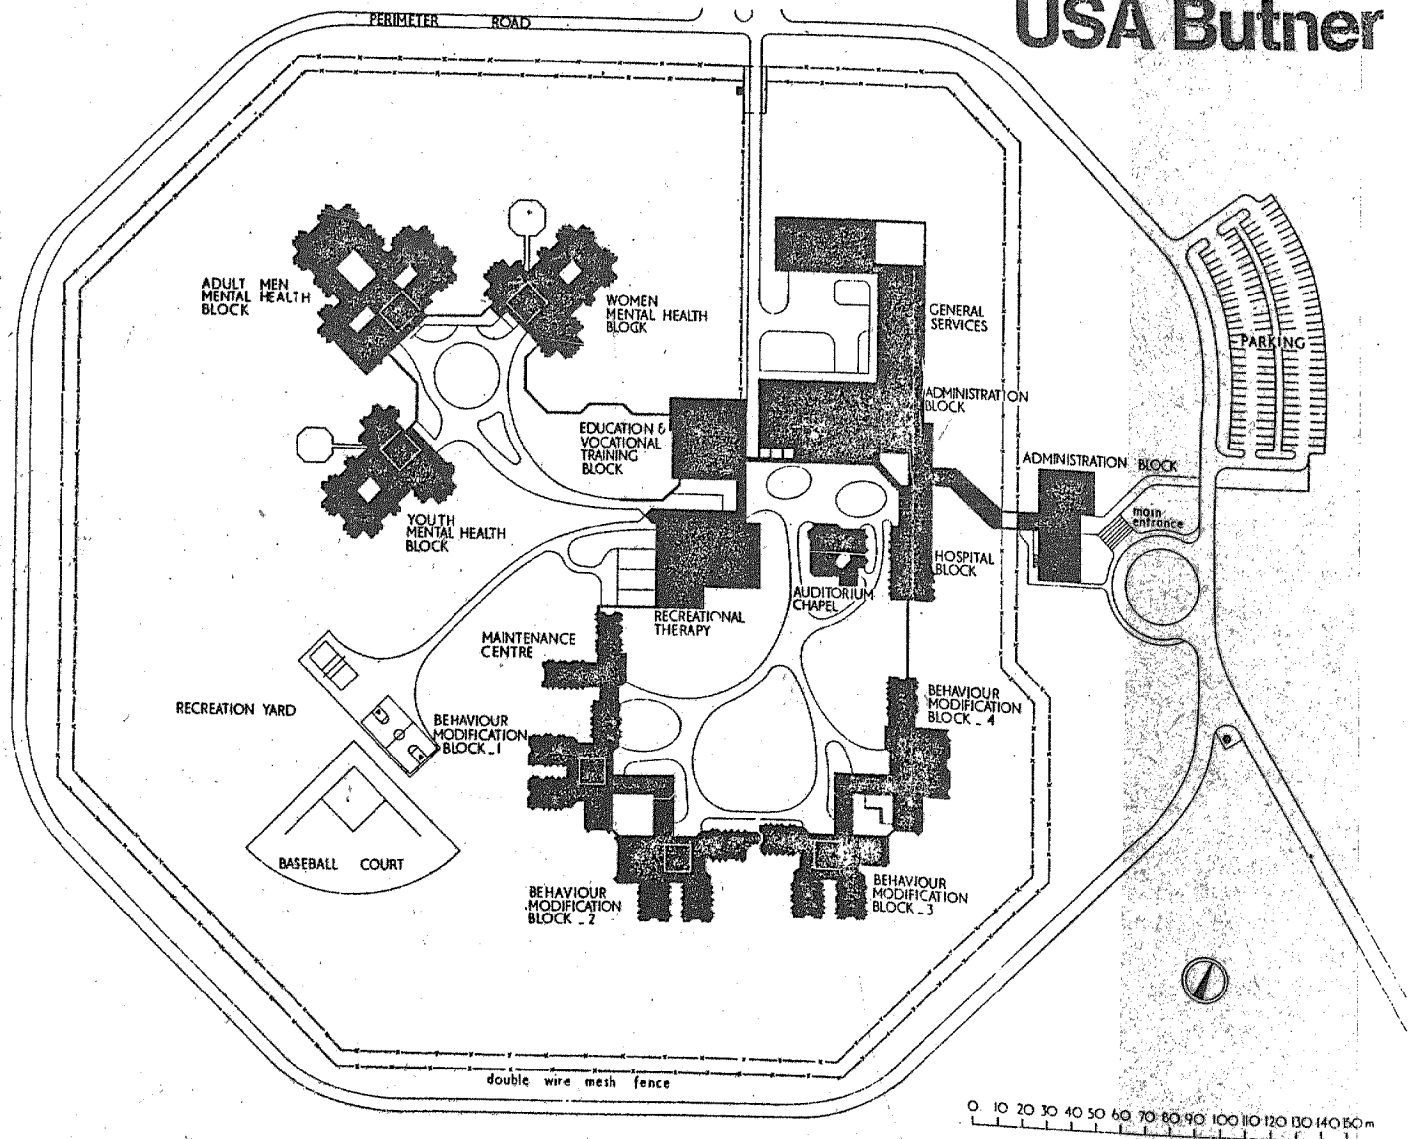 USA Butner
PERIMETER ROAD
ADULT MEN
MENTAL HEALTH
BLOCK
WOMEN
MENTAL HEALTH
BLOCK
GENERAL
SERVICES
PARKING
ADMINISTRATION
BLOCK
EDUCATION &
VOCATIONAL
TRAINING
BLOCK
ADMINISTRATION BLOCK
main
entrance
YOUTH
MENTAL HEALTH
BLOCK
HOSPITAL
BLOCK
AUDITORIUM
CHAPEL
RECREATIONAL
THERAPY
MAINTENANCE
CENTRE
RECREATION YARD
BEHAVIOUR
MODIFICATION
BLOCK _ 1
BEHAVIOUR
MODIFICATION
BLOCK _ 4
BASEBALL COURT
BEHAVIOUR
MODIFICATION
BLOCK _ 2
BEHAVIOUR
MODIFICATION
BLOCK _ 3
double wire mesh fence
0 10 20 30 40 50 60 70 80 90 100 110 120 130 140 150 m